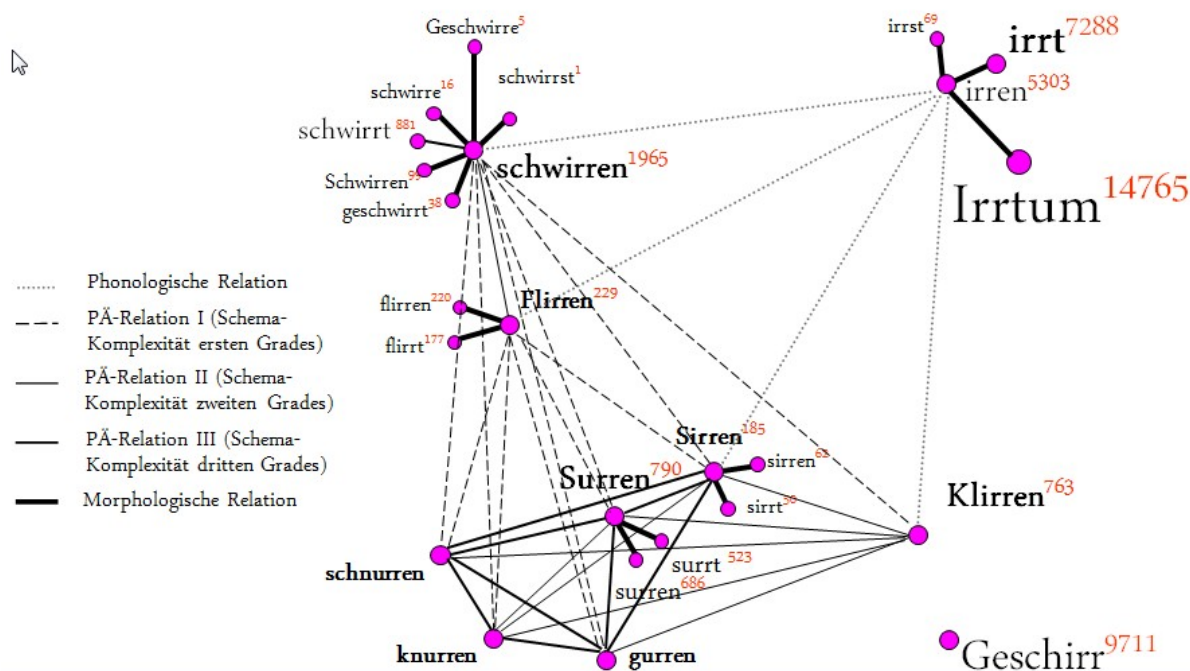 Geschwirre5
schwirrst1
schwirre16
schwirrt881
schwirren1965
Schwirren99
geschwirrt38
irrst69
irrt7288
irren5303
Irrtum14765
Phonologische Relation
PÄ-Relation I (Schema-
Komplexität ersten Grades)
PÄ-Relation II (Schema-
Komplexität zweiten Grades)
PÄ-Relation III (Schema-
Komplexität dritten Grades)
Morphologische Relation
flirren220
Flirren229
flirrt177
Sirren185
sirren62
sirrt
Surren790
surrt 523
surren686
Klirren763
schnurren
knurren
gurren
Geschirr9711